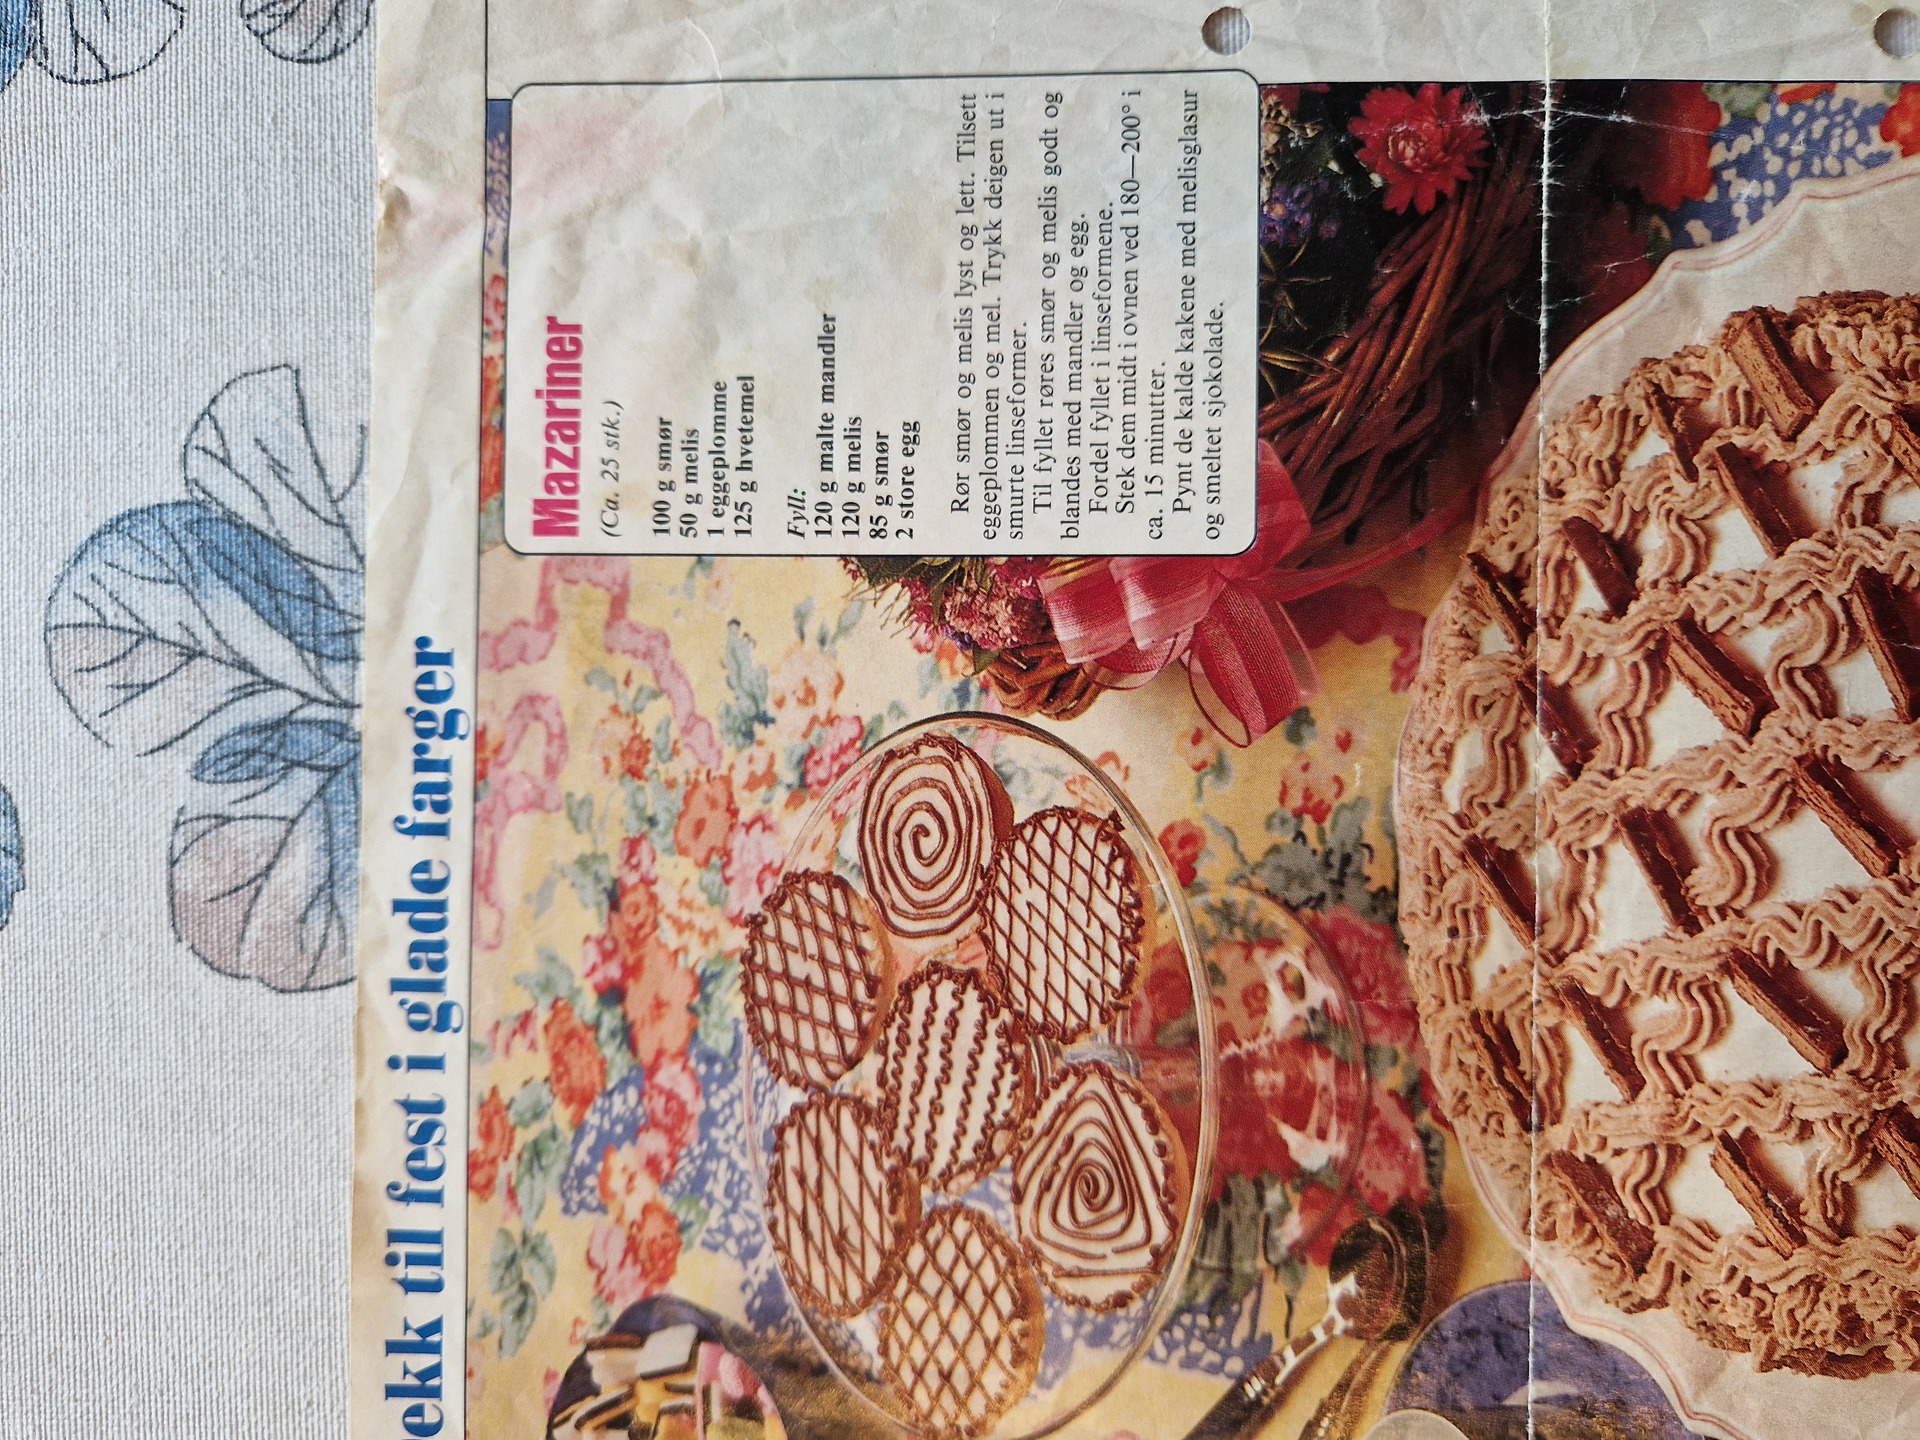 til fest i glade farger
Mazariner
(Ca. 25 stk.)
100 g smør
50 g melis
1 eggeplomme
125 g hvetemel
Fyll:
120 g malte mandler
120 g melis
85 g smør
2 store egg
Rør smør og melis lyst og lett. Tilsett
eggeplommen og mel. Trykk deigen ut i
smurte linseformer.
Til fyllet røres smør og melis godt og
blandes med mandler og egg.
Fordel fyllet i linseformene.
Stek dem midt i ovnen ved 180—200° i
ca. 15 minutter.
Pynt de kalde kakene med melisglasur
og smeltet sjokolade.